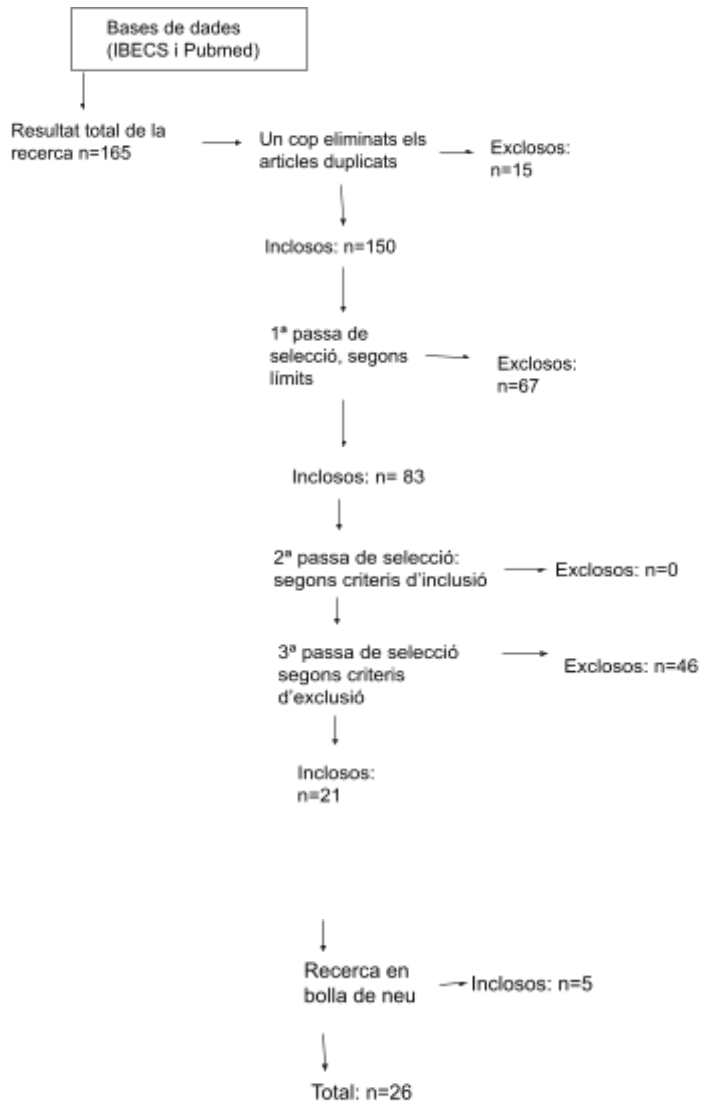 Bases de dades
(IBECS i Pubmed)
Resultat total de la
recerca n=165
Un cop eliminats els
articles duplicats
Exclosos:
n=15
Inclosos: n=150
1ª passa de
selecció, segons
límits
Exclosos:
n=67
Inclosos: n= 83
2ª passa de selecció:
segons criteris d'inclusió
Exclosos: n=0
3ª passa de selecció
segons criteris
d'exclusió
Exclosos: n=46
Inclosos:
n=21
Recerca en
bolla de neu
Inclosos: n=5
Total: n=26